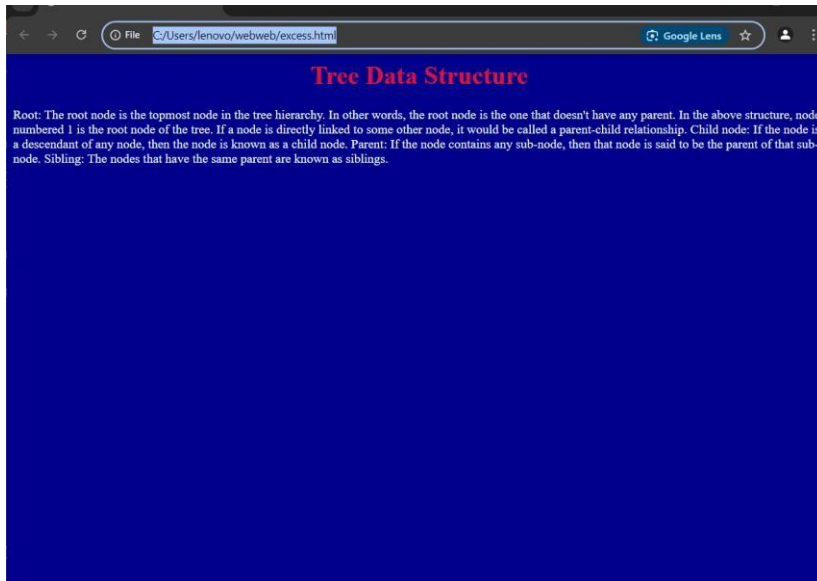 File C:/Users/lenovo/webweb/excess.html Google Lens
Tree Data Structure
Root: The root node is the topmost node in the tree hierarchy. In other words, the root node is the one that doesn't have any parent. In the above structure, node
numbered 1 is the root node of the tree. If a node is directly linked to some other node, it would be called a parent-child relationship. Child node: If the node is
a descendant of any node, then the node is known as a child node. Parent: If the node contains any sub-node, then that node is said to be the parent of that sub-
node. Sibling: The nodes that have the same parent are known as siblings.